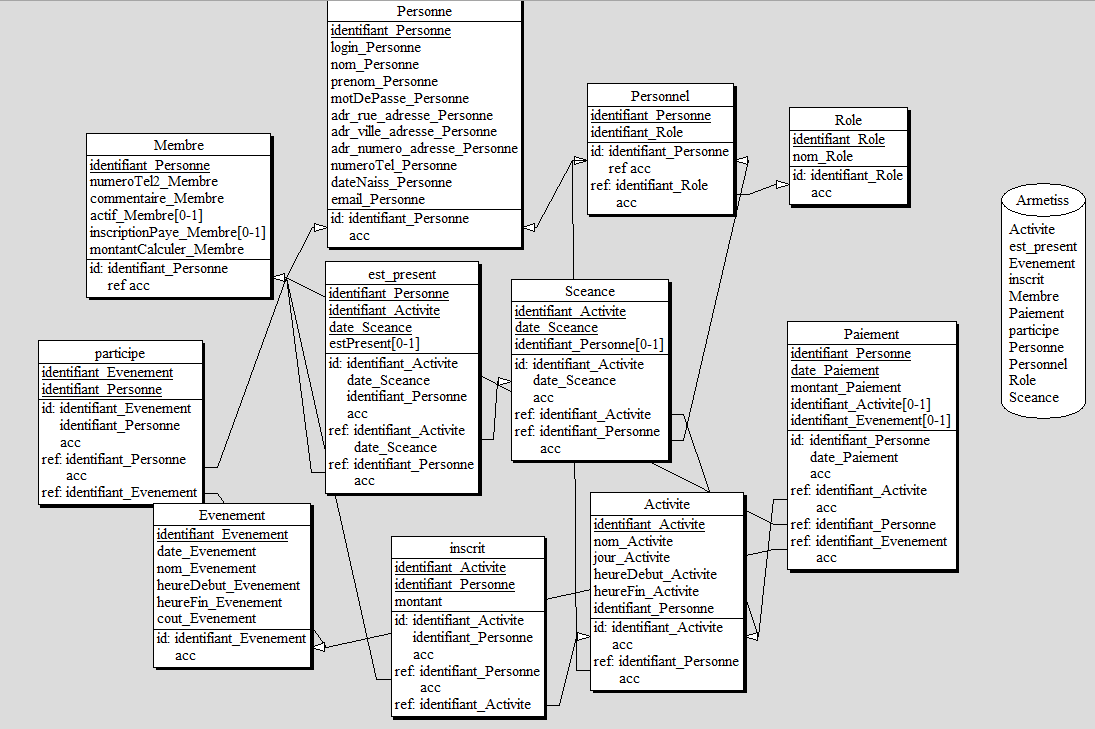 Personne
identifiant_Personne
login_Personne
nom_Personne
prenom_Personne
motDePasse_Personne
adr_rue_adresse_Personne
adr_ville_adresse_Personne
adr_numero_adresse_Personne
numeroTel_Personne
dateNaiss_Personne
email_Personne
id: identifiant_Personne
acc
Personnel
identifiant_Personne
identifiant_Role
id: identifiant_Personne
ref acc
ref: identifiant_Role
acc
Role
identifiant_Role
nom_Role
id: identifiant_Role
acc
Membre
identifiant_Personne
numeroTel2_Membre
commentaire_Membre
actif_Membre[0-1]
inscriptionPaye_Membre[0-1]
montantCalculer_Membre
id: identifiant_Personne
ref acc
Armetiss
Activite
est_present
Evenement
inscrit
Membre
Paiement
participe
Personne
Personnel
Role
Sceance
est_present
identifiant_Personne
identifiant_Activite
date_Sceance
estPresent[0-1]
id: identifiant_Activite
date_Sceance
identifiant_Personne
acc
ref: identifiant_Activite
date_Sceance
ref: identifiant_Personne
acc
Sceance
identifiant_Activite
date_Sceance
identifiant_Personne[0-1]
id: identifiant_Activite
date_Sceance
acc
ref: identifiant_Activite
ref: identifiant_Personne
acc
Paiement
identifiant_Personne
date_Paiement
montant_Paiement
identifiant_Activite[0-1]
identifiant_Evenement[0-1]
id: identifiant_Personne
date_Paiement
acc
ref: identifiant_Activite
acc
ref: identifiant_Personne
ref: identifiant_Evenement
acc
participe
identifiant_Evenement
identifiant_Personne
id: identifiant_Evenement
identifiant_Personne
acc
ref: identifiant_Personne
acc
ref: identifiant_Evenement
Evenement
identifiant_Evenement
date_Evenement
nom_Evenement
heureDebut_Evenement
heureFin_Evenement
cout_Evenement
id: identifiant_Evenement
acc
inscrit
identifiant_Activite
identifiant_Personne
montant
id: identifiant_Activite
identifiant_Personne
acc
ref: identifiant_Personne
acc
ref: identifiant_Activite
Activite
identifiant_Activite
nom_Activite
jour_Activite
heureDebut_Activite
heureFin_Activite
identifiant_Personne
id: identifiant_Activite
acc
ref: identifiant_Personne
acc